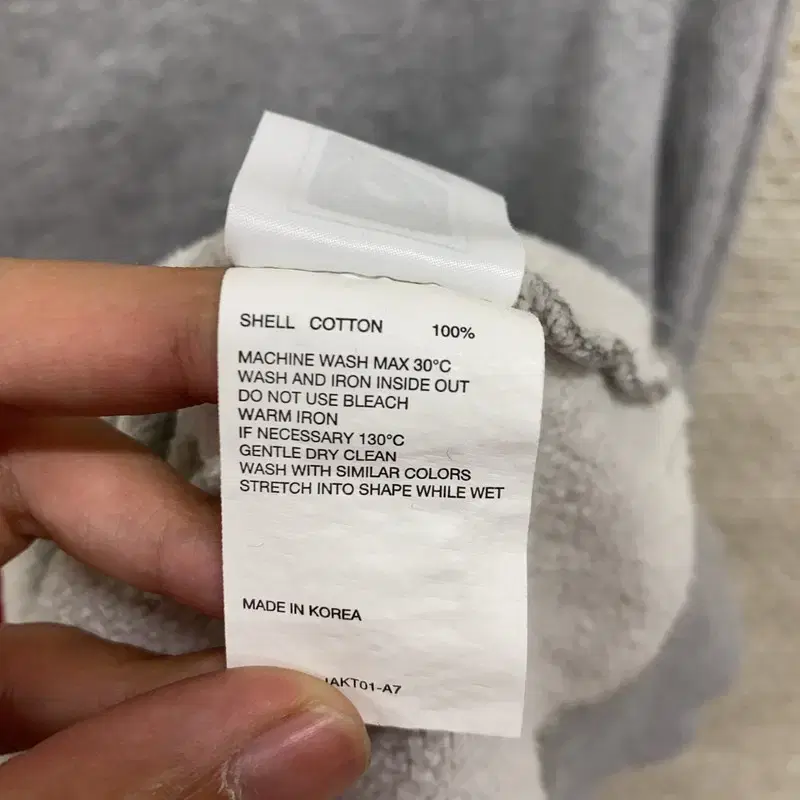 SHELL COTTON 100%
MACHINE WASH MAX 30°C
WASH AND IRON INSIDE OUT
DO NOT USE BLEACH
WARM IRON
IF NECESSARY 130°C
GENTLE DRY CLEAN
WASH WITH SIMILAR COLORS
STRETCH INTO SHAPE WHILE WET
MADE IN KOREA